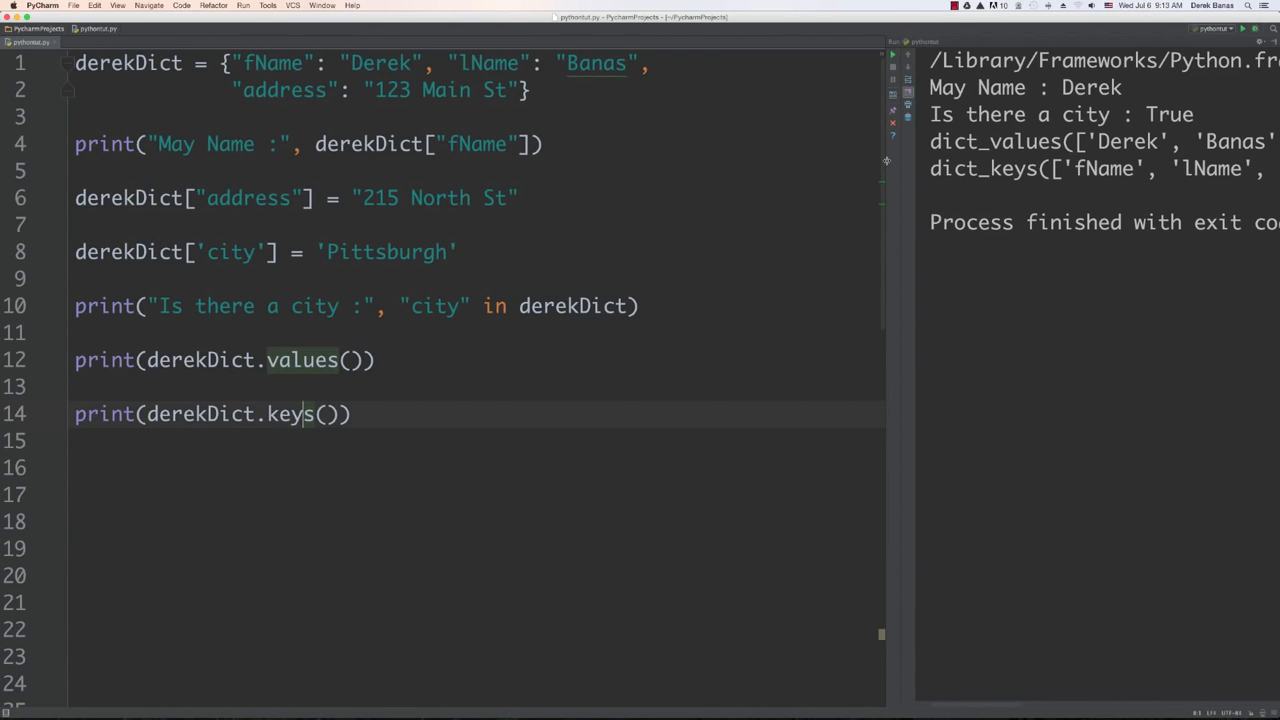 PyCharm File Edit View Navigate Code Refactor Run Tools VCS Window Help
10 Wed Jul 6 9:13 AM Derek Banas
pythontut.py - PycharmProjects - [~/PycharmProjects]
PycharmProjects pythontut.py pythontut
pythontut.py
Run pythontut
1 derekDict = {"fName": "Derek", "lName": "Banas",
2 "address": "123 Main St"}
3
4 print("May Name :", derekDict["fName"])
5
6 derekDict["address"] = "215 North St"
7
8 derekDict['city'] = 'Pittsburgh'
9
10 print("Is there a city :", "city" in derekDict)
11
12 print(derekDict.values())
13
14 print(derekDict.keys())
15
16
17
18
19
20
21
22
23
24
/Library/Frameworks/Python.fra
May Name : Derek
Is there a city : True
dict_values(['Derek', 'Banas'
dict_keys(['fName', 'lName',
Process finished with exit co